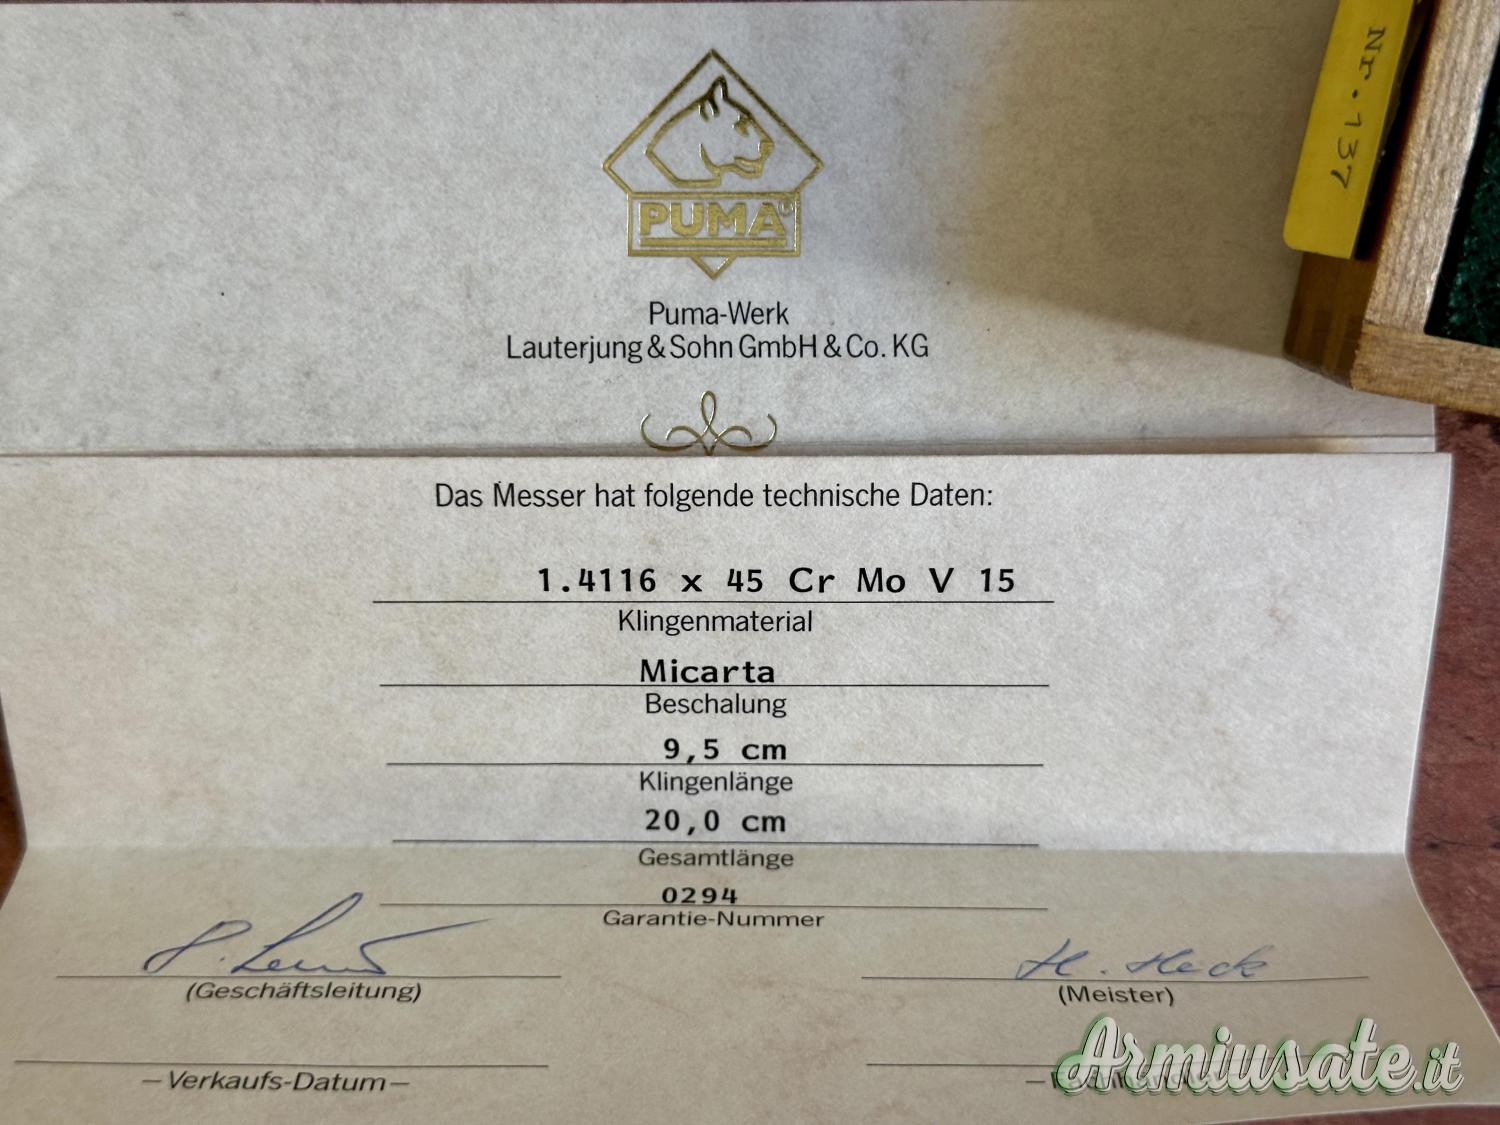 Nr. 137
PUMA®
Puma-Werk
Lauterjung & Sohn GmbH & Co. KG
Das Messer hat folgende technische Daten:
1.4116 x 45 Cr Mo V 15
Klingenmaterial
Micarta
Beschalung
9,5 cm
Klingenlänge
20,0 cm
Gesamtlänge
0294
Garantie-Nummer
H. Heck
(Geschäftsleitung)
(Meister)
—Verkaufs-Datum—
Armiusate.it